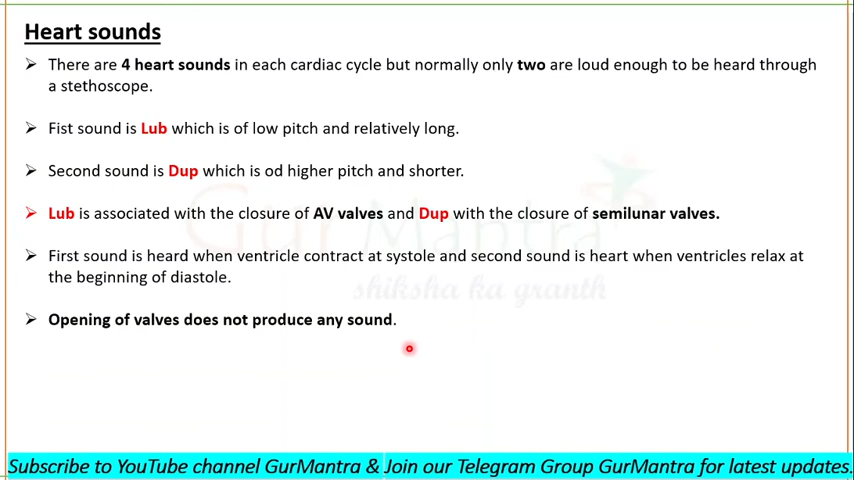 Heart sounds
➢ There are 4 heart sounds in each cardiac cycle but normally only two are loud enough to be heard through
a stethoscope.
➢ Fist sound is Lub which is of low pitch and relatively long.
➢ Second sound is Dup which is od higher pitch and shorter.
➢ Lub is associated with the closure of AV valves and Dup with the closure of semilunar valves.
➢ First sound is heard when ventricle contract at systole and second sound is heart when ventricles relax at
the beginning of diastole.
➢ Opening of valves does not produce any sound.
GurMantra
shiksha ka granth
Subscribe to YouTube channel GurMantra & Join our Telegram Group GurMantra for latest updates.